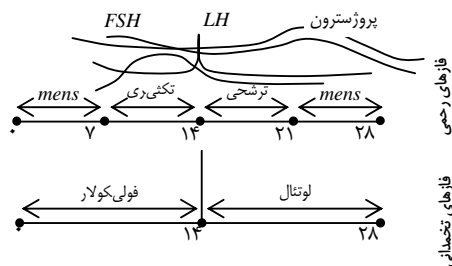 FSH LH پروژسترون
mens تکثیری ترشحی mens
۰ ۷ ۱۴ ۲۱ ۲۸
فازهای رحمی
فولیکولار لوتئال
۰ ۱۴ ۲۸
فازهای تخمدانی